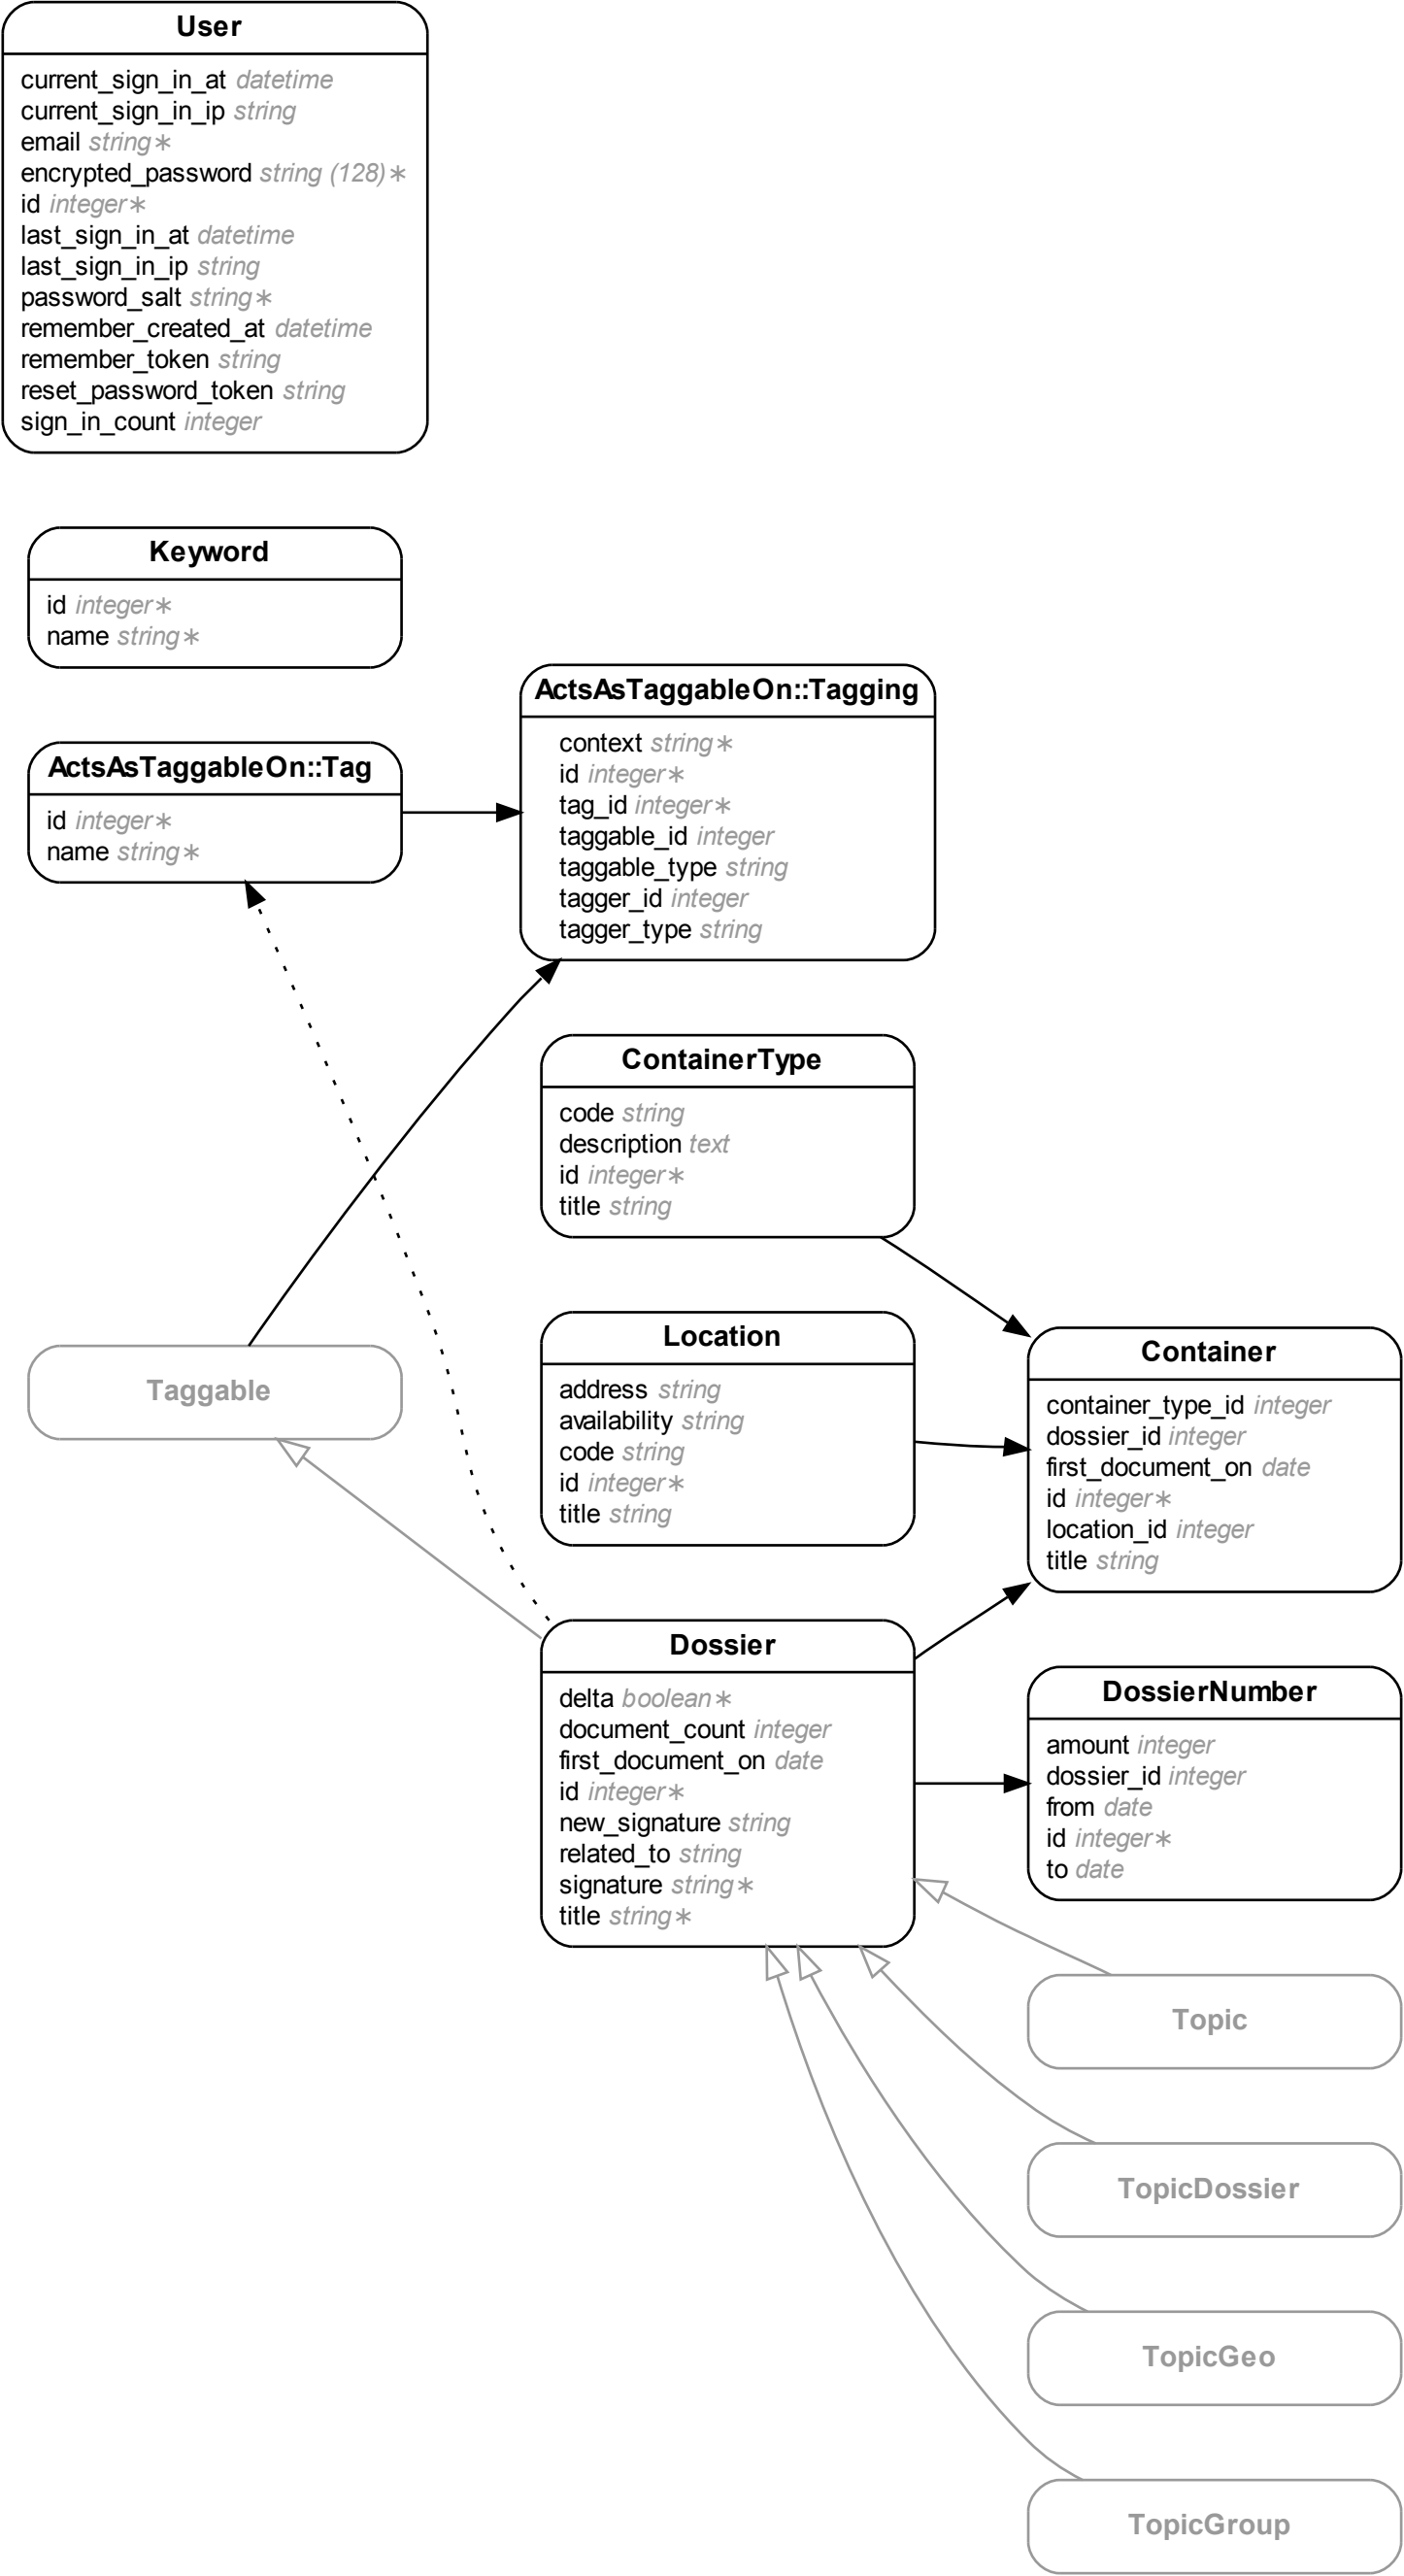 User
current_sign_in_at datetime
current_sign_in_ip string
email string∗
encrypted_password string (128)∗
id integer∗
last_sign_in_at datetime
last_sign_in_ip string
password_salt string∗
remember_created_at datetime
remember_token string
reset_password_token string
sign_in_count integer
Keyword
id integer∗
name string∗
ActsAsTaggableOn::Tag
id integer∗
name string∗
ActsAsTaggableOn::Tagging
context string∗
id integer∗
tag_id integer∗
taggable_id integer
taggable_type string
tagger_id integer
tagger_type string
ContainerType
code string
description text
id integer∗
title string
Taggable
Location
address string
availability string
code string
id integer∗
title string
Container
container_type_id integer
dossier_id integer
first_document_on date
id integer∗
location_id integer
title string
Dossier
delta boolean∗
document_count integer
first_document_on date
id integer∗
new_signature string
related_to string
signature string∗
title string∗
DossierNumber
amount integer
dossier_id integer
from date
id integer∗
to date
Topic
TopicDossier
TopicGeo
TopicGroup